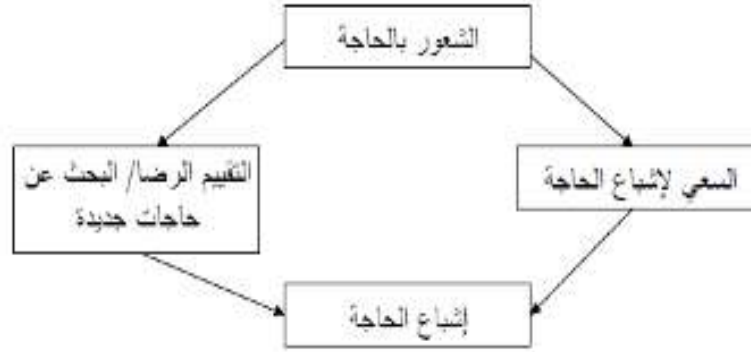 الشعور بالحاجة
السعي لإشباع الحاجة
التقييم الرضا/ البحث عن
حاجات جديدة
إشباع الحاجة